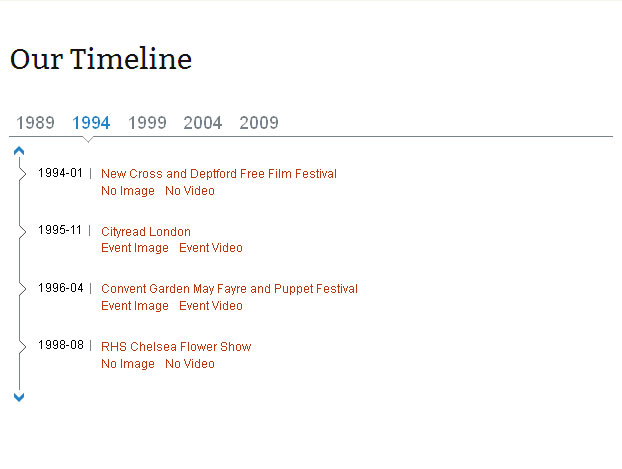 Our Timeline
1989 1994 1999 2004 2009
1994-01 | New Cross and Deptford Free Film Festival
No Image No Video
1995-11 | Cityread London
Event Image Event Video
1996-04 | Convent Garden May Fayre and Puppet Festival
Event Image Event Video
1998-08 | RHS Chelsea Flower Show
No Image No Video